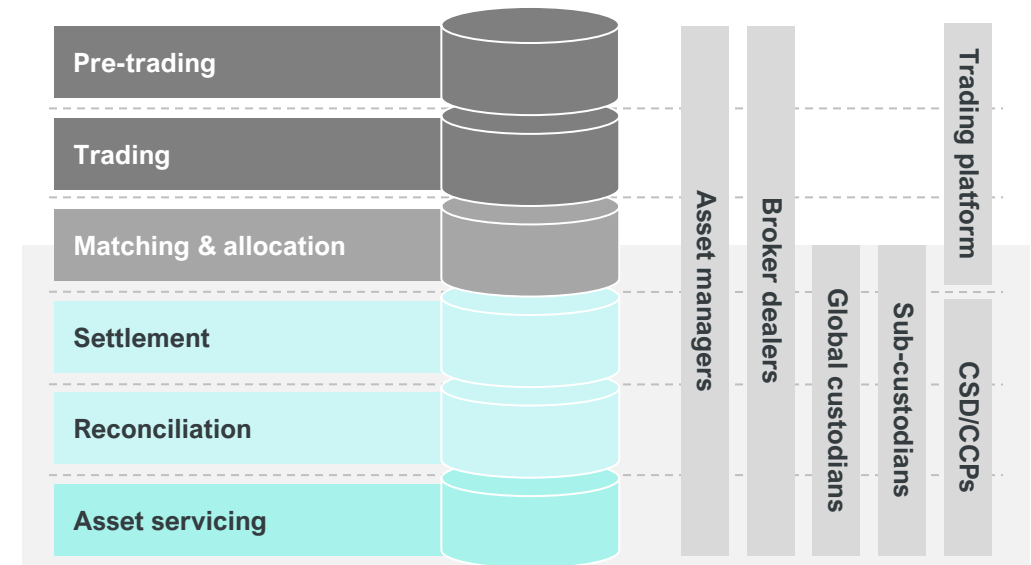 Pre-trading
Trading
Matching & allocation
Settlement
Reconciliation
Asset servicing
Asset managers
Broker dealers
Global custodians
Sub-custodians
Trading platform
CSD/CCPs